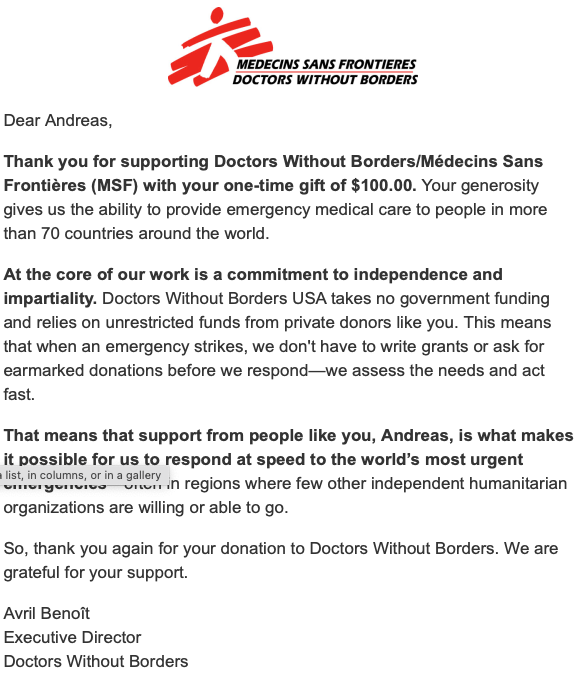 MEDECINS SANS FRONTIERES
DOCTORS WITHOUT BORDERS
Dear Andreas,
Thank you for supporting Doctors Without Borders/Médecins Sans
Frontières (MSF) with your one-time gift of $100.00. Your generosity
gives us the ability to provide emergency medical care to people in more
than 70 countries around the world.
At the core of our work is a commitment to independence and
impartiality. Doctors Without Borders USA takes no government funding
and relies on unrestricted funds from private donors like you. This means
that when an emergency strikes, we don't have to write grants or ask for
earmarked donations before we respond—we assess the needs and act
fast.
That means that support from people like you, Andreas, is what makes
it possible for us to respond at speed to the world’s most urgent
a list, in columns, or in a gallery
in regions where few other independent humanitarian
organizations are willing or able to go.
So, thank you again for your donation to Doctors Without Borders. We are
grateful for your support.
Avril Benoît
Executive Director
Doctors Without Borders